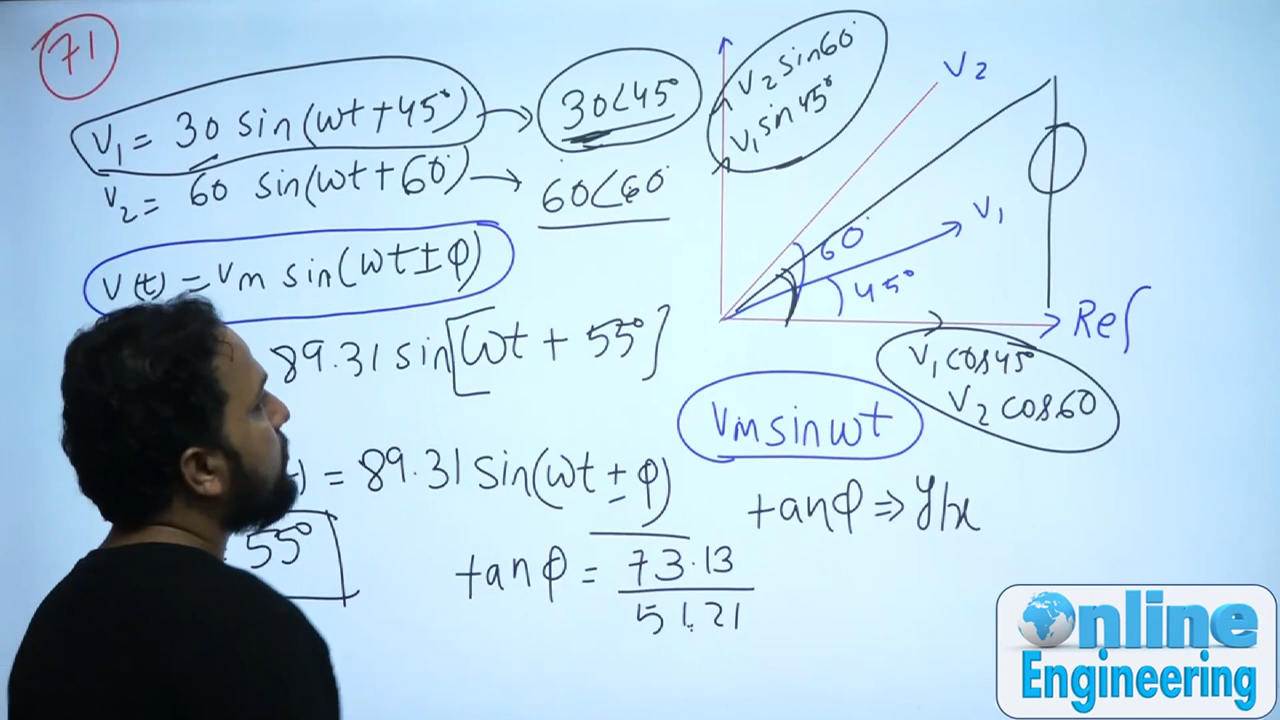 71
V₁ = 30 sin(ωt+45°) → 30<45°
V₂ = 60 sin(ωt+60°) → 60<60
V(t) = Vm sin(ωt±φ)
89.31 sin[ωt + 55°]
) = 89.31 sin(ωt ± φ)
55°
tanφ = 73.13
51.21
V₂ sin60°
V₁ sin45°
V₂
V₁
60°
45°
Ref
V₁ cos45°
V₂ cos60
Vm sin ωt
tanφ ⇒ y/x
Online
Engineering